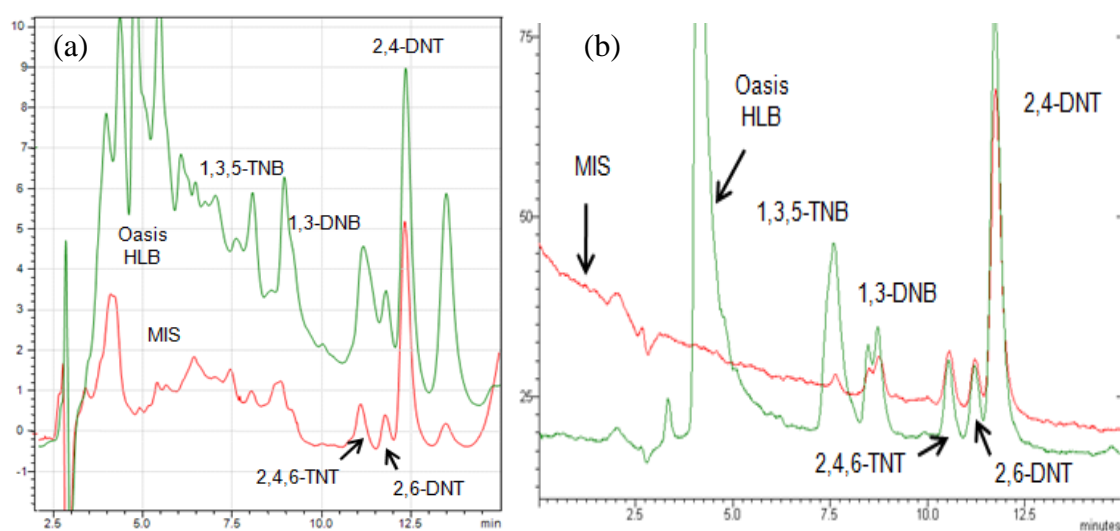 (a)
10
9
8
7
6
5
4
3
2
1
0
-1
2,4-DNT
1,3,5-TNB
1,3-DNB
Oasis
HLB
MIS
2,4,6-TNT
2,6-DNT
2.5 5.0 7.5 10.0 12.5 min
(b)
75
50
25
Oasis
HLB
2,4-DNT
MIS
1,3,5-TNB
1,3-DNB
2,4,6-TNT
2,6-DNT
2.5 5.0 7.5 10.0 12.5 minutes